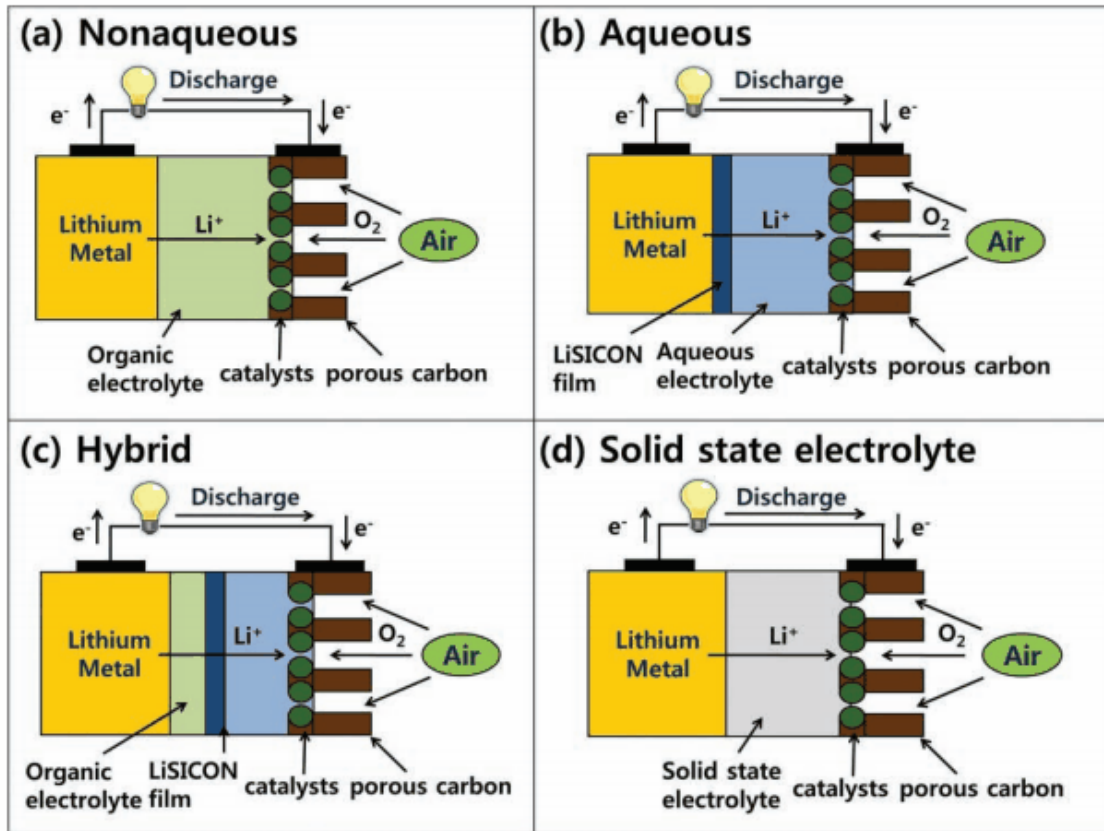 (a) Nonaqueous
Discharge
e-
e-
Lithium
Metal
Li+
O2
Air
Organic
electrolyte
catalysts porous carbon
(b) Aqueous
Discharge
e-
e-
Lithium
Metal
Li+
O2
Air
LiSICON
film
Aqueous
electrolyte
catalysts porous carbon
(c) Hybrid
Discharge
e-
e-
Lithium
Metal
Li+
O2
Air
Organic
electrolyte
LiSICON
film
catalysts porous carbon
(d) Solid state electrolyte
Discharge
e-
e-
Lithium
Metal
Li+
O2
Air
Solid state
electrolyte
catalysts porous carbon